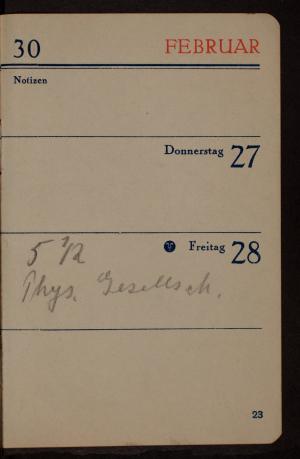 30 FEBRUAR
Notizen
Donnerstag 27
Freitag 28
5 1/2
Phys. Gesellsch.
23